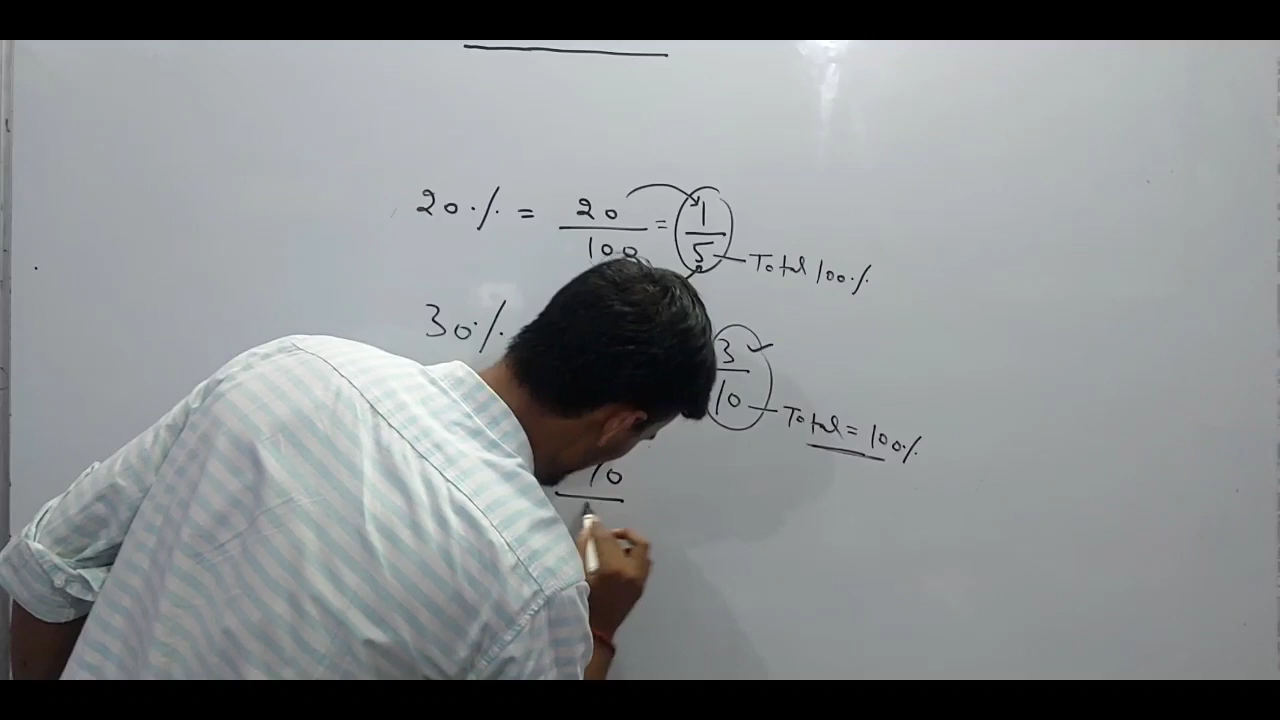 20% = 20/100 = 1/5 Total 100%
30% 3/10 Total = 100%
10